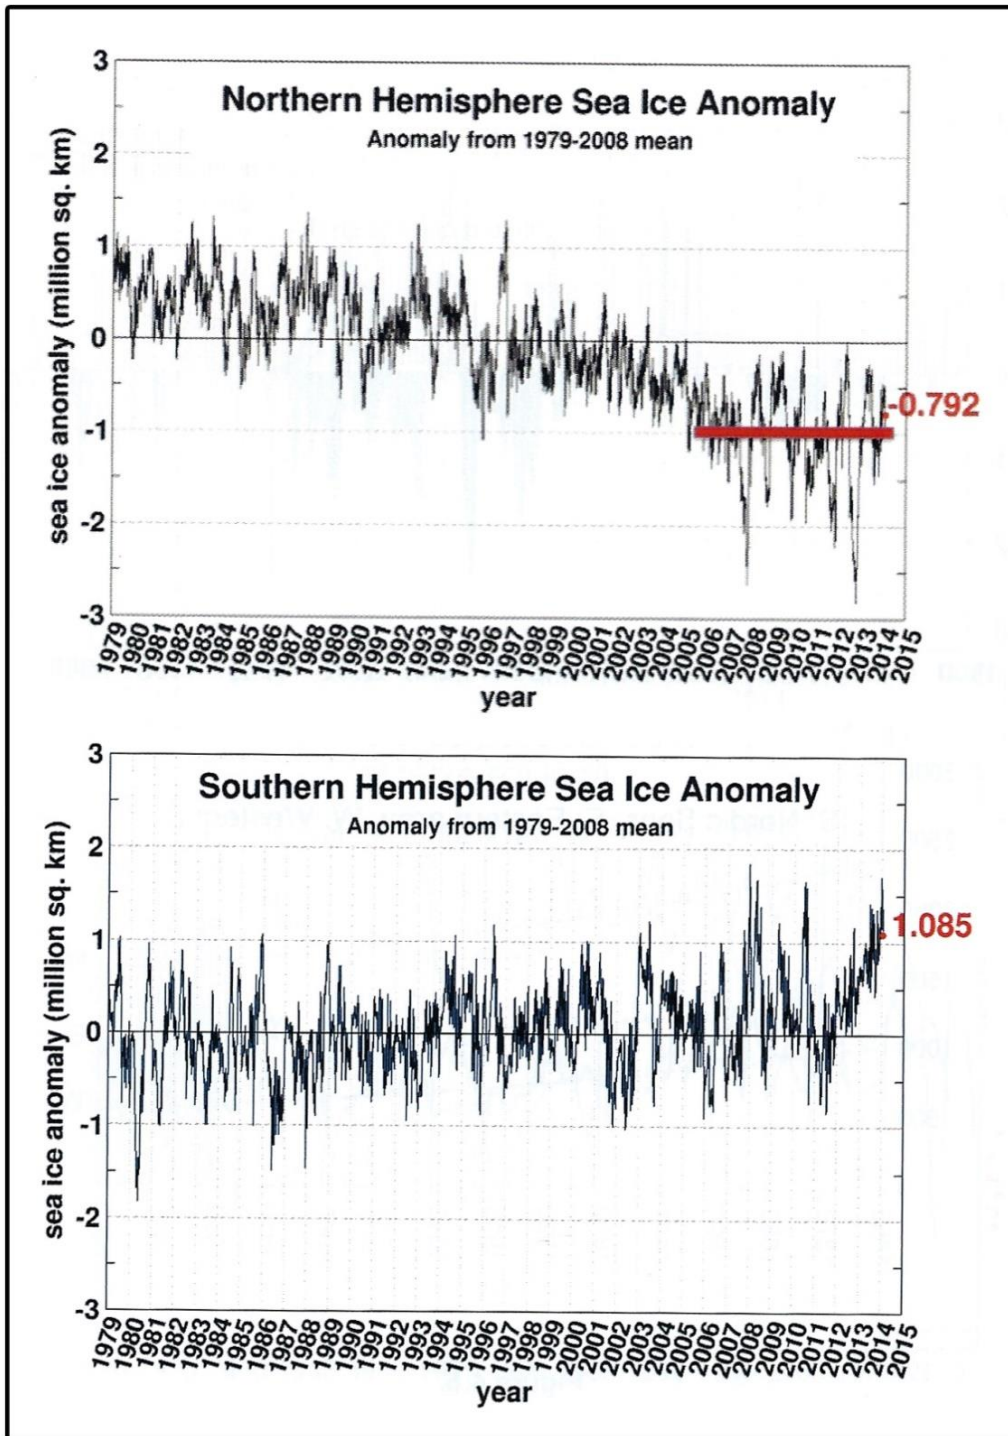 3
Northern Hemisphere Sea Ice Anomaly
Anomaly from 1979-2008 mean
2
1
0
-1
-2
-3
sea ice anomaly (million sq. km)
-0.792
1979 1980 1981 1982 1983 1984 1985 1986 1987 1988 1989 1990 1991 1992 1993 1994 1995 1996 1997 1998 1999 2000 2001 2002 2003 2004 2005 2006 2007 2008 2009 2010 2011 2012 2013 2014 2015
year
3
Southern Hemisphere Sea Ice Anomaly
Anomaly from 1979-2008 mean
2
1
0
-1
-2
-3
sea ice anomaly (million sq. km)
1.085
1979 1980 1981 1982 1983 1984 1985 1986 1987 1988 1989 1990 1991 1992 1993 1994 1995 1996 1997 1998 1999 2000 2001 2002 2003 2004 2005 2006 2007 2008 2009 2010 2011 2012 2013 2014 2015
year